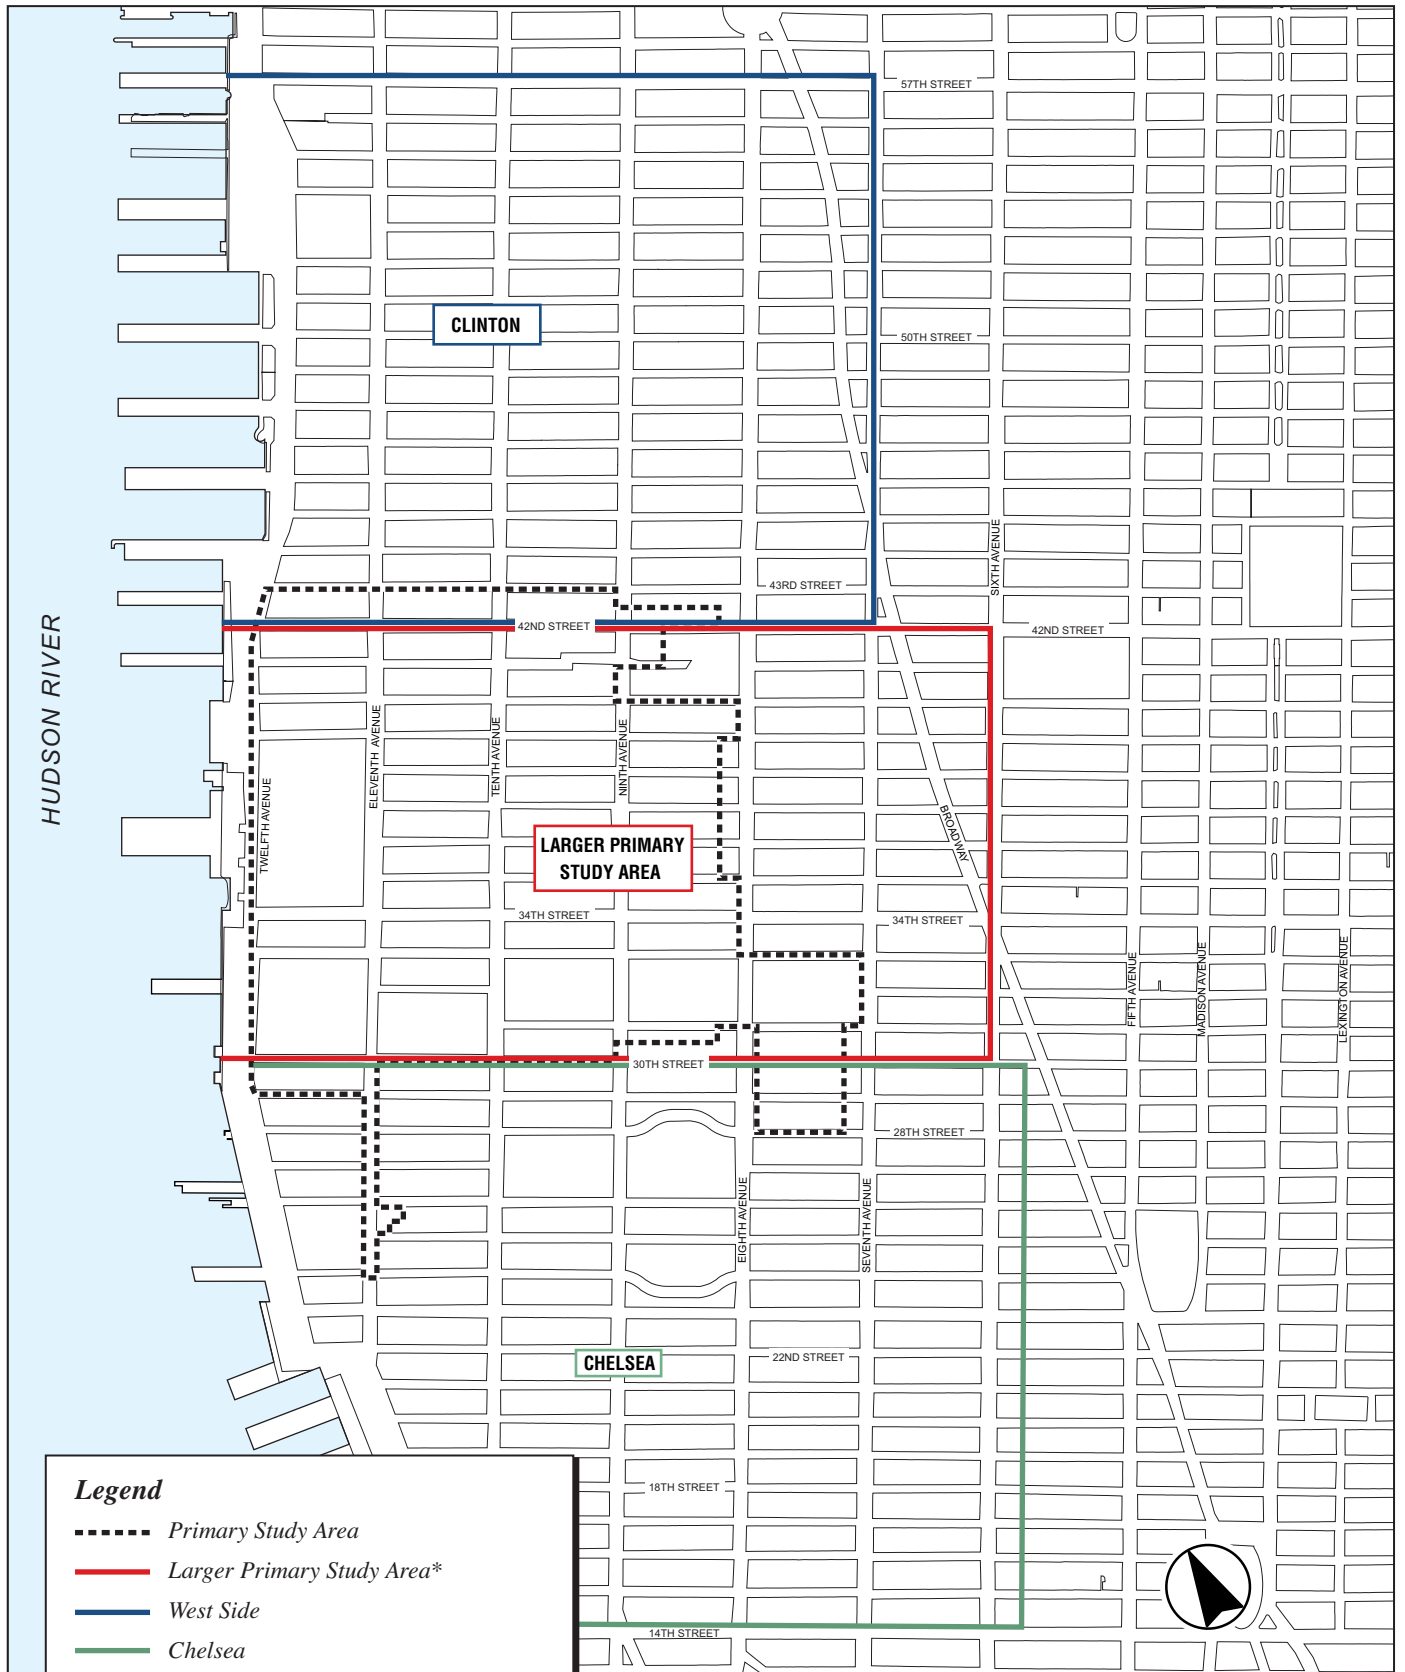 57TH STREET
CLINTON
50TH STREET
SIXTH AVENUE
43RD STREET
42ND STREET
42ND STREET
HUDSON RIVER
ELEVENTH AVENUE
TENTH AVENUE
NINTH AVENUE
TWELFTH AVENUE
BROADWAY
LARGER PRIMARY
STUDY AREA
34TH STREET
34TH STREET
FIFTH AVENUE
MADISON AVENUE
LEXINGTON AVENUE
30TH STREET
28TH STREET
EIGHTH AVENUE
SEVENTH AVENUE
CHELSEA
22ND STREET
18TH STREET
14TH STREET
Legend
Primary Study Area
Larger Primary Study Area*
West Side
Chelsea